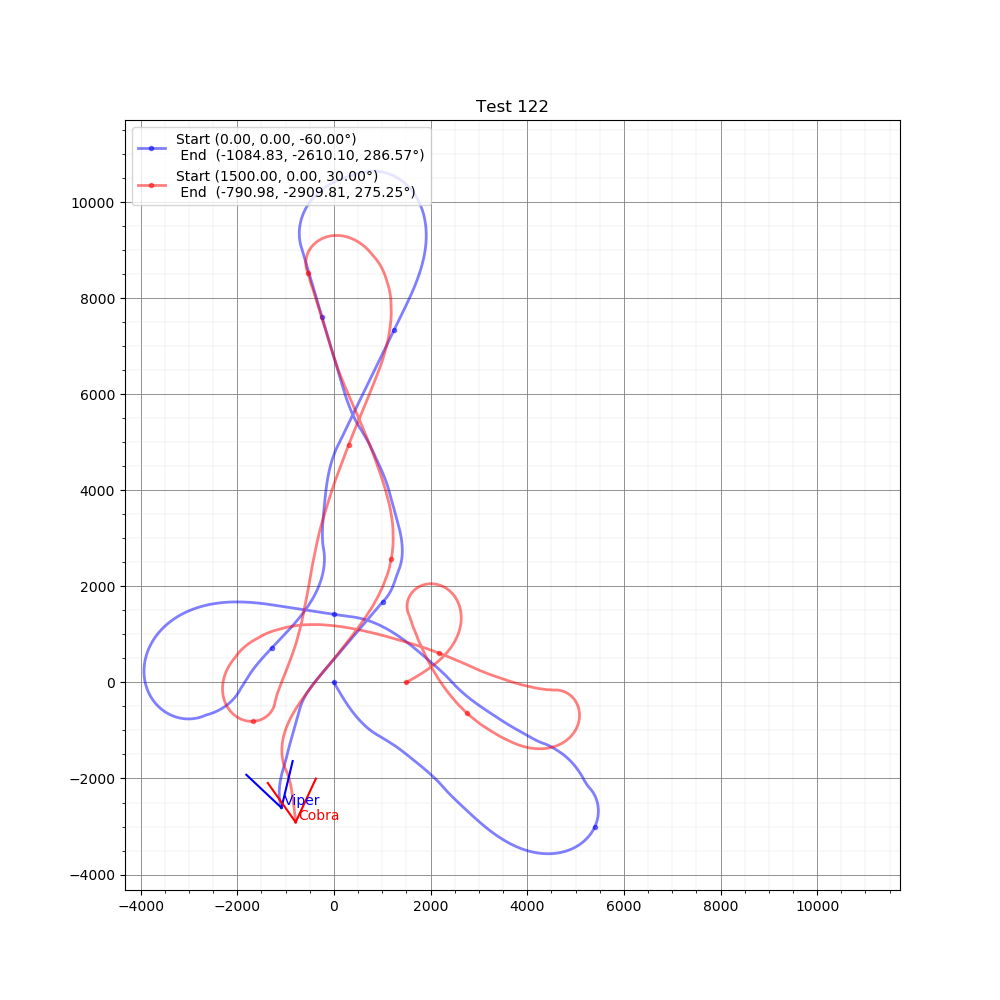 Test 122
Start (0.00, 0.00, -60.00°)
End (-1084.83, -2610.10, 286.57°)
Start (1500.00, 0.00, 30.00°)
End (-790.98, -2909.81, 275.25°)
10000
8000
6000
4000
2000
0
−2000
−4000
Viper
Cobra
−4000 −2000 0 2000 4000 6000 8000 10000